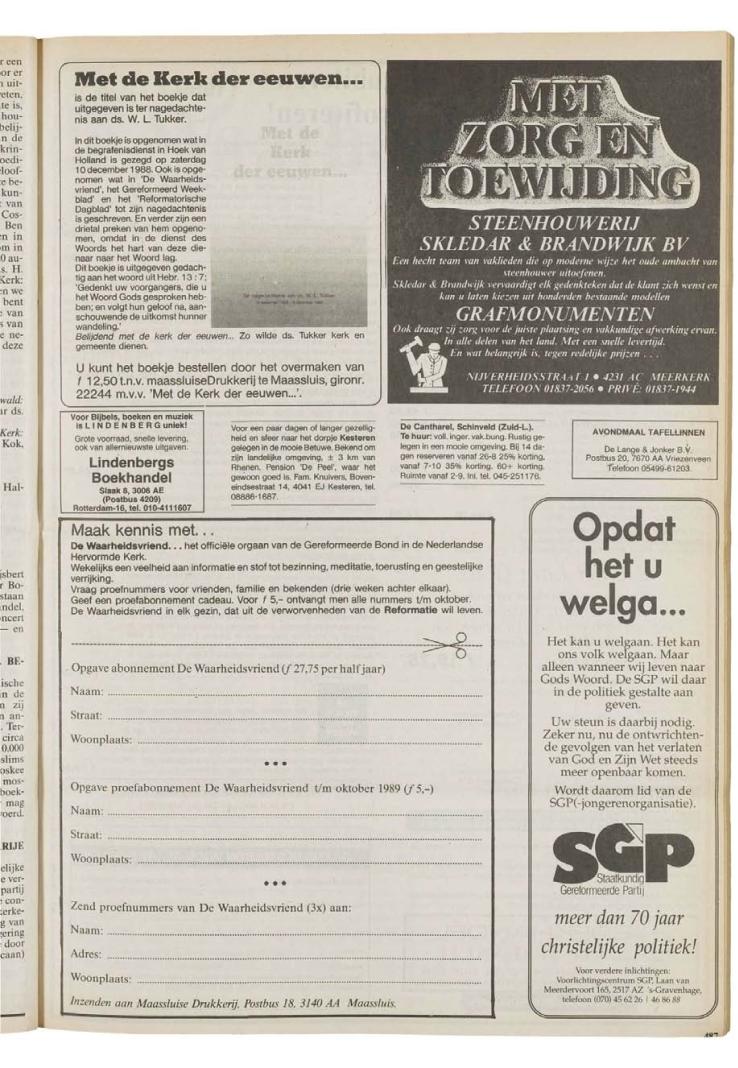 Met de Kerk der eeuwen...
is de titel van het boekje dat
uitgegeven is ter nagedachte-
nis aan ds. W. L. Tukker.
In dit boekje is opgenomen wat in
de begrafenisdienst in Hoek van
Holland is gezegd op zaterdag
10 december 1988. Ook is opge-
nomen wat in 'De Waarheids-
vriend', het Gereformeerd Week-
blad' en het 'Reformatorische
Dagblad' tot zijn nagedachtenis
is geschreven. En verder zijn een
drietal preken van hem opgeno-
men, omdat in de dienst des
Woords het hart van deze die-
naar naar het Woord lag.
Dit boekje is uitgegeven gedach-
tig aan het woord uit Hebr. 13 : 7:
'Gedenkt uw voorgangers, die u
het Woord Gods gesproken heb-
ben; en volgt hun geloof na, aan-
schouwende de uitkomst hunner
wandeling.'
Belijdend met de kerk der eeuwen... Zo wilde ds. Tukker kerk en
gemeente dienen.
Met de
Kerk
der eeuwen...
U kunt het boekje bestellen door het overmaken van
f 12,50 t.n.v. maassluiseDrukkerij te Maassluis, gironr.
22244 m.v.v. 'Met de Kerk der eeuwen...'.
MET
ZORG EN
TOEWIJDING
STEENHOUWERIJ
SKLEDAR & BRANDWIJK BV
Een hecht team van vaklieden die op moderne wijze het oude ambacht van
steenhouwer uitoefenen.
Skledar & Brandwijk vervaardigt elk gedenkteken dat de klant zich wenst en
kan u laten kiezen uit honderden bestaande modellen
GRAFMONUMENTEN
Ook draagt zij zorg voor de juiste plaatsing en vakkundige afwerking ervan.
In alle delen van het land. Met een snelle levertijd.
En wat belangrijk is, tegen redelijke prijzen . . .
NIJVERHEIDSSTRAAT 1 • 4231 AC MEERKERK
TELEFOON 01837-2056 • PRIVÉ: 01837-1944
Voor Bijbels, boeken en muziek
is LINDENBERG uniek!
Grote voorraad, snelle levering,
ook van allernieuwste uitgaven.
Lindenbergs
Boekhandel
Slaak 8, 3006 AE
(Postbus 4209)
Rotterdam-16, tel. 010-4111607
Voor een paar dagen of langer gezellig-
heid en sfeer naar het dorpje Kesteren
gelegen in de mooie Betuwe. Bekend om
zijn landelijke omgeving, ± 3 km van
Rhenen. Pension 'De Peel', waar het
gewoon goed is. Fam. Knuivers, Boven-
eindsestraat 14, 4041 EJ Kesteren, tel.
08886-1687.
De Cantharel, Schinveld (Zuid-L.).
Te huur: voll. inger. vak.bung. Rustig ge-
legen in een mooie omgeving. Bij 14 da-
gen reserveren vanaf 26-8 25% korting,
vanaf 7-10 35% korting. 60+ korting.
Ruimte vanaf 2-9. Inl. tel. 045-251176.
AVONDMAAL TAFELLINNEN
De Lange & Jonker B.V.
Postbus 20, 7670 AA Vriezenveen
Telefoon 05499-61203.
Maak kennis met...
De Waarheidsvriend... het officiële orgaan van de Gereformeerde Bond in de Nederlandse
Hervormde Kerk.
Wekelijks een veelheid aan informatie en stof tot bezinning, meditatie, toerusting en geestelijke
verrijking.
Vraag proefnummers voor vrienden, familie en bekenden (drie weken achter elkaar).
Geef een proefabonnement cadeau. Voor f 5,- ontvangt men alle nummers t/m oktober.
De Waarheidsvriend in elk gezin, dat uit de verworvenheden van de Reformatie wil leven.
Opgave abonnement De Waarheidsvriend (f 27,75 per half jaar)
Naam:
Straat:
Woonplaats:
• • •
Opgave proefabonnement De Waarheidsvriend t/m oktober 1989 (f 5,–)
Naam:
Straat:
Woonplaats:
• • •
Zend proefnummers van De Waarheidsvriend (3x) aan:
Naam:
Adres:
Woonplaats:
Inzenden aan Maassluise Drukkerij, Postbus 18, 3140 AA Maassluis.
Opdat
het u
welga...
Het kan u welgaan. Het kan
ons volk welgaan. Maar
alleen wanneer wij leven naar
Gods Woord. De SGP wil daar
in de politiek gestalte aan
geven.
Uw steun is daarbij nodig.
Zeker nu, nu de ontwrichten-
de gevolgen van het verlaten
van God en Zijn Wet steeds
meer openbaar komen.
Wordt daarom lid van de
SGP(-jongerenorganisatie).
SGP
Staatkundig
Gereformeerde Partij
meer dan 70 jaar
christelijke politiek!
Voor verdere inlichtingen:
Voorlichtingscentrum SGP, Laan van
Meerdervoort 165, 2517 AZ 's-Gravenhage,
telefoon (070) 45 62 26 / 46 86 88